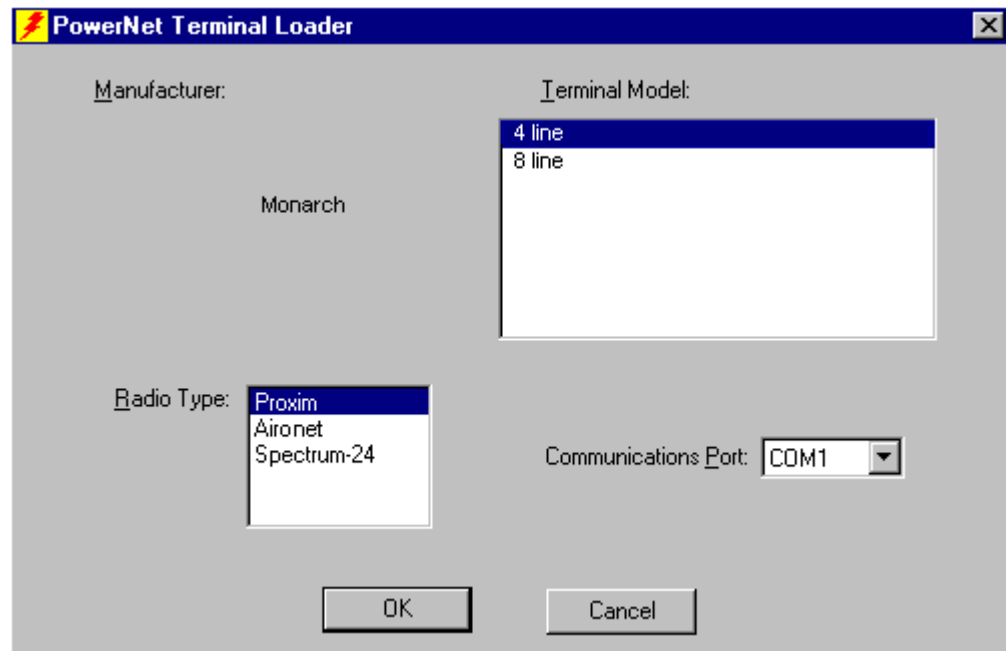 PowerNet Terminal Loader
Manufacturer:
Monarch
Terminal Model:
4 line
8 line
Radio Type:
Proxim
Aironet
Spectrum-24
Communications Port: COM1
OK
Cancel